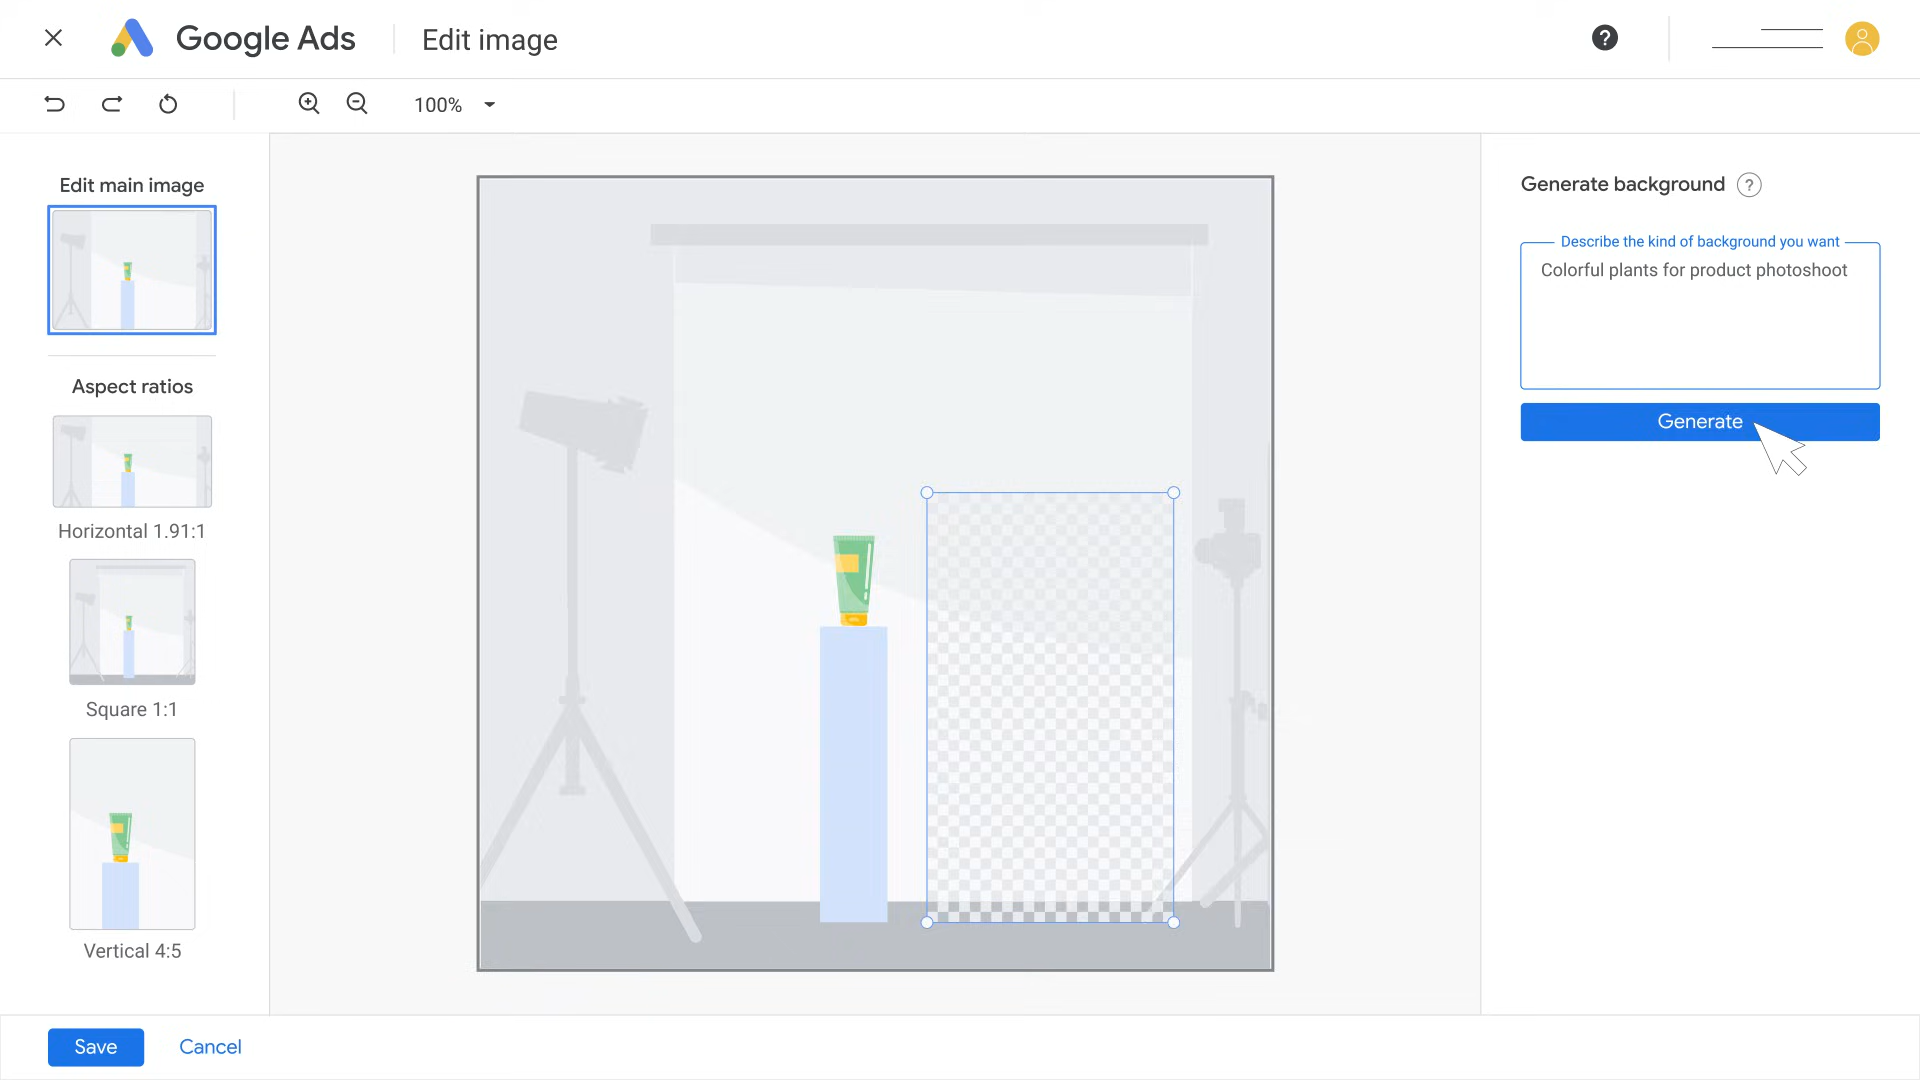 Google Ads
Edit image
100%
Edit main image
Aspect ratios
Horizontal 1.91:1
Square 1:1
Vertical 4:5
Generate background
Describe the kind of background you want
Colorful plants for product photoshoot
Generate
Save
Cancel